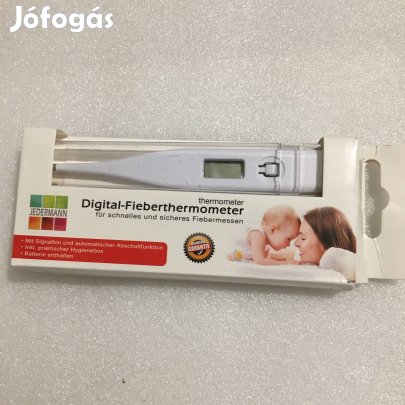 Jófogás
JEDERMANN
thermometer
Digital-Fieberthermometer
für schnelles und sicheres Fiebermessen
• Mit Signalton und automatischer Abschaltfunktion
• Inkl. praktischer Hygienebox
• Batterie enthalten
GARANTIE